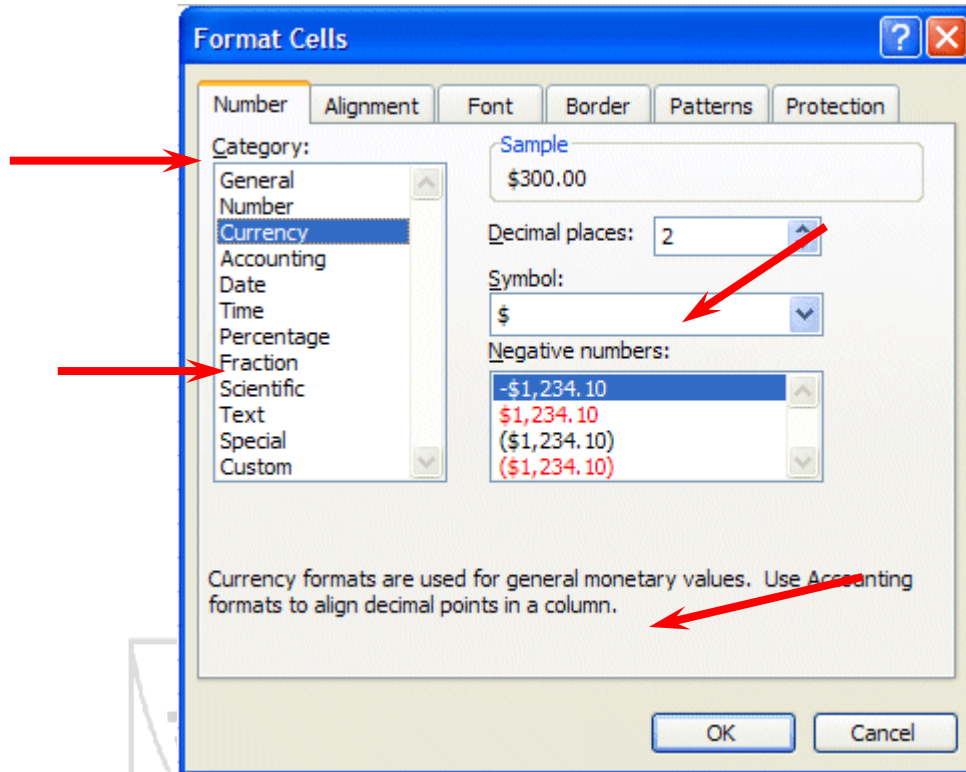 Format Cells
Number Alignment Font Border Patterns Protection
Category:
General
Number
Currency
Accounting
Date
Time
Percentage
Fraction
Scientific
Text
Special
Custom
Sample
$300.00
Decimal places: 2
Symbol:
$
Negative numbers:
-$1,234.10
$1,234.10
($1,234.10)
($1,234.10)
Currency formats are used for general monetary values. Use Accounting
formats to align decimal points in a column.
OK Cancel